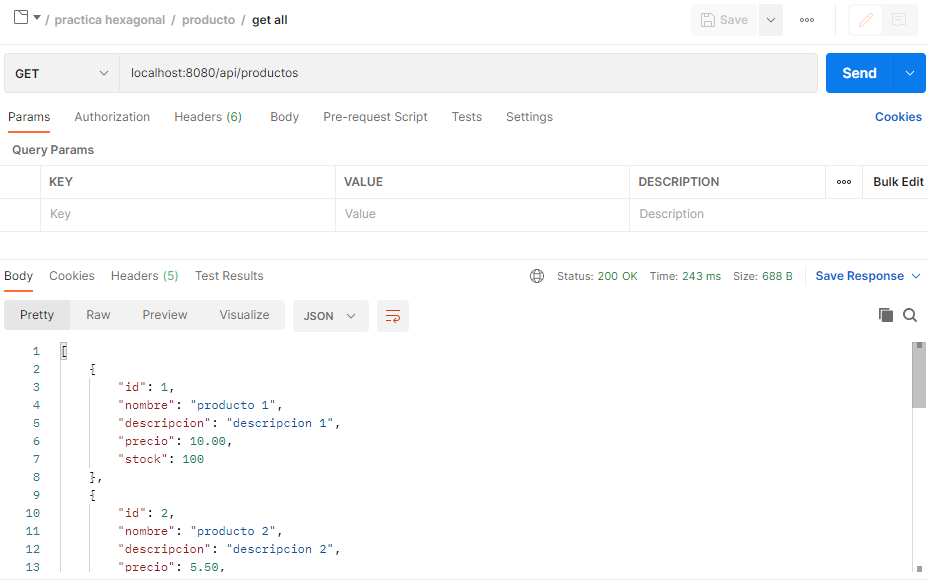 / practica hexagonal / producto / get all
Save
GET
localhost:8080/api/productos
Send
Params Authorization Headers (6) Body Pre-request Script Tests Settings Cookies
Query Params
KEY VALUE DESCRIPTION ooo Bulk Edit
Key Value Description
Body Cookies Headers (5) Test Results Status: 200 OK Time: 243 ms Size: 688 B Save Response
Pretty Raw Preview Visualize JSON
1 [
2 {
3 "id": 1,
4 "nombre": "producto 1",
5 "descripcion": "descripcion 1",
6 "precio": 10.00,
7 "stock": 100
8 },
9 {
10 "id": 2,
11 "nombre": "producto 2",
12 "descripcion": "descripcion 2",
13 "precio": 5.50,